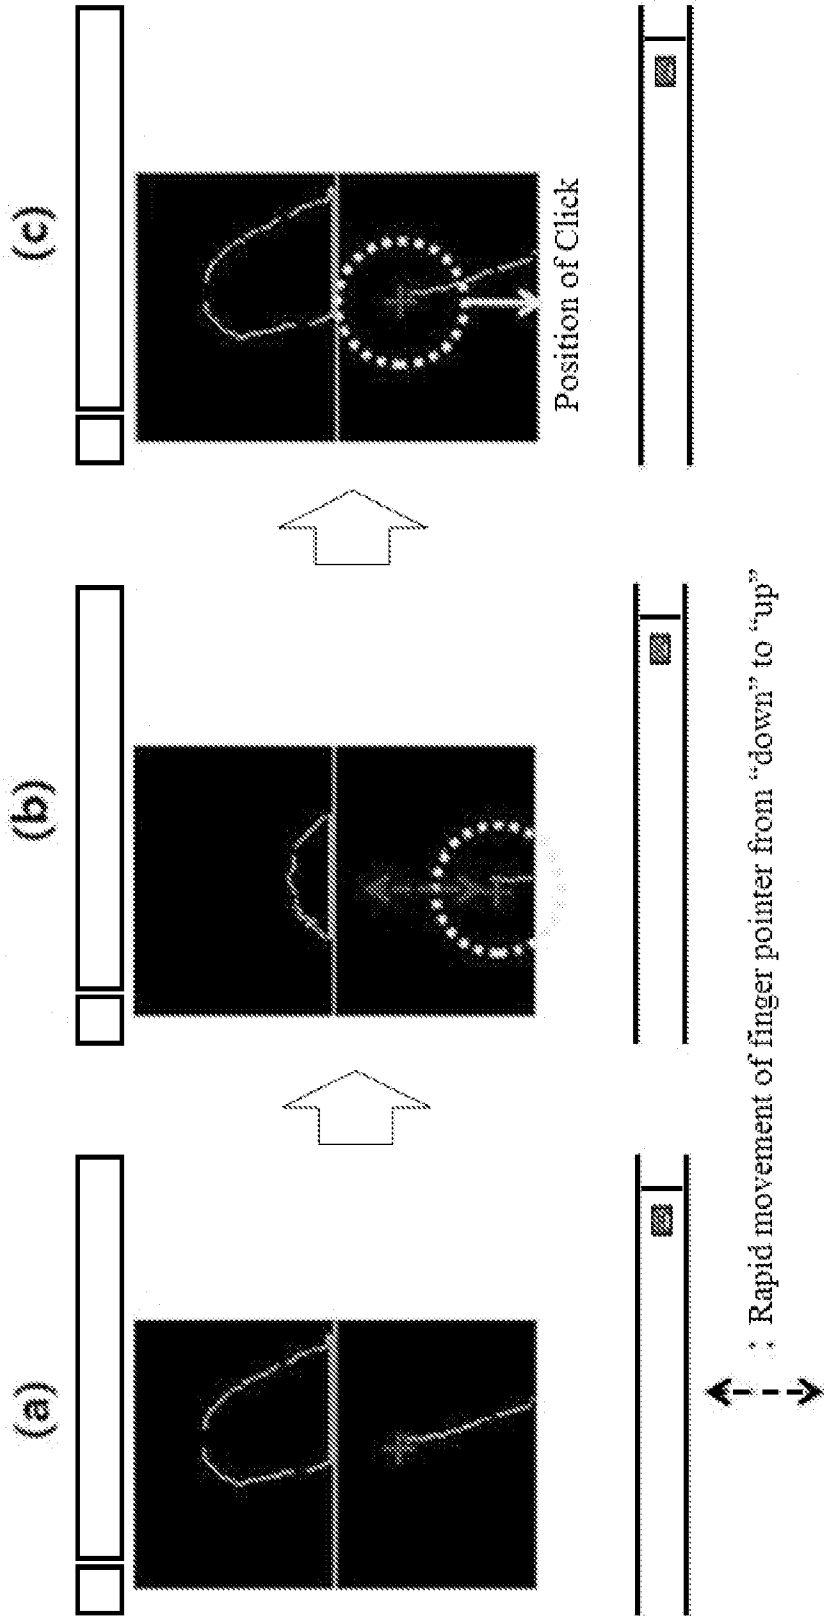 (a)
(b)
(c)
Position of Click
: Rapid movement of finger pointer from “down” to “up”